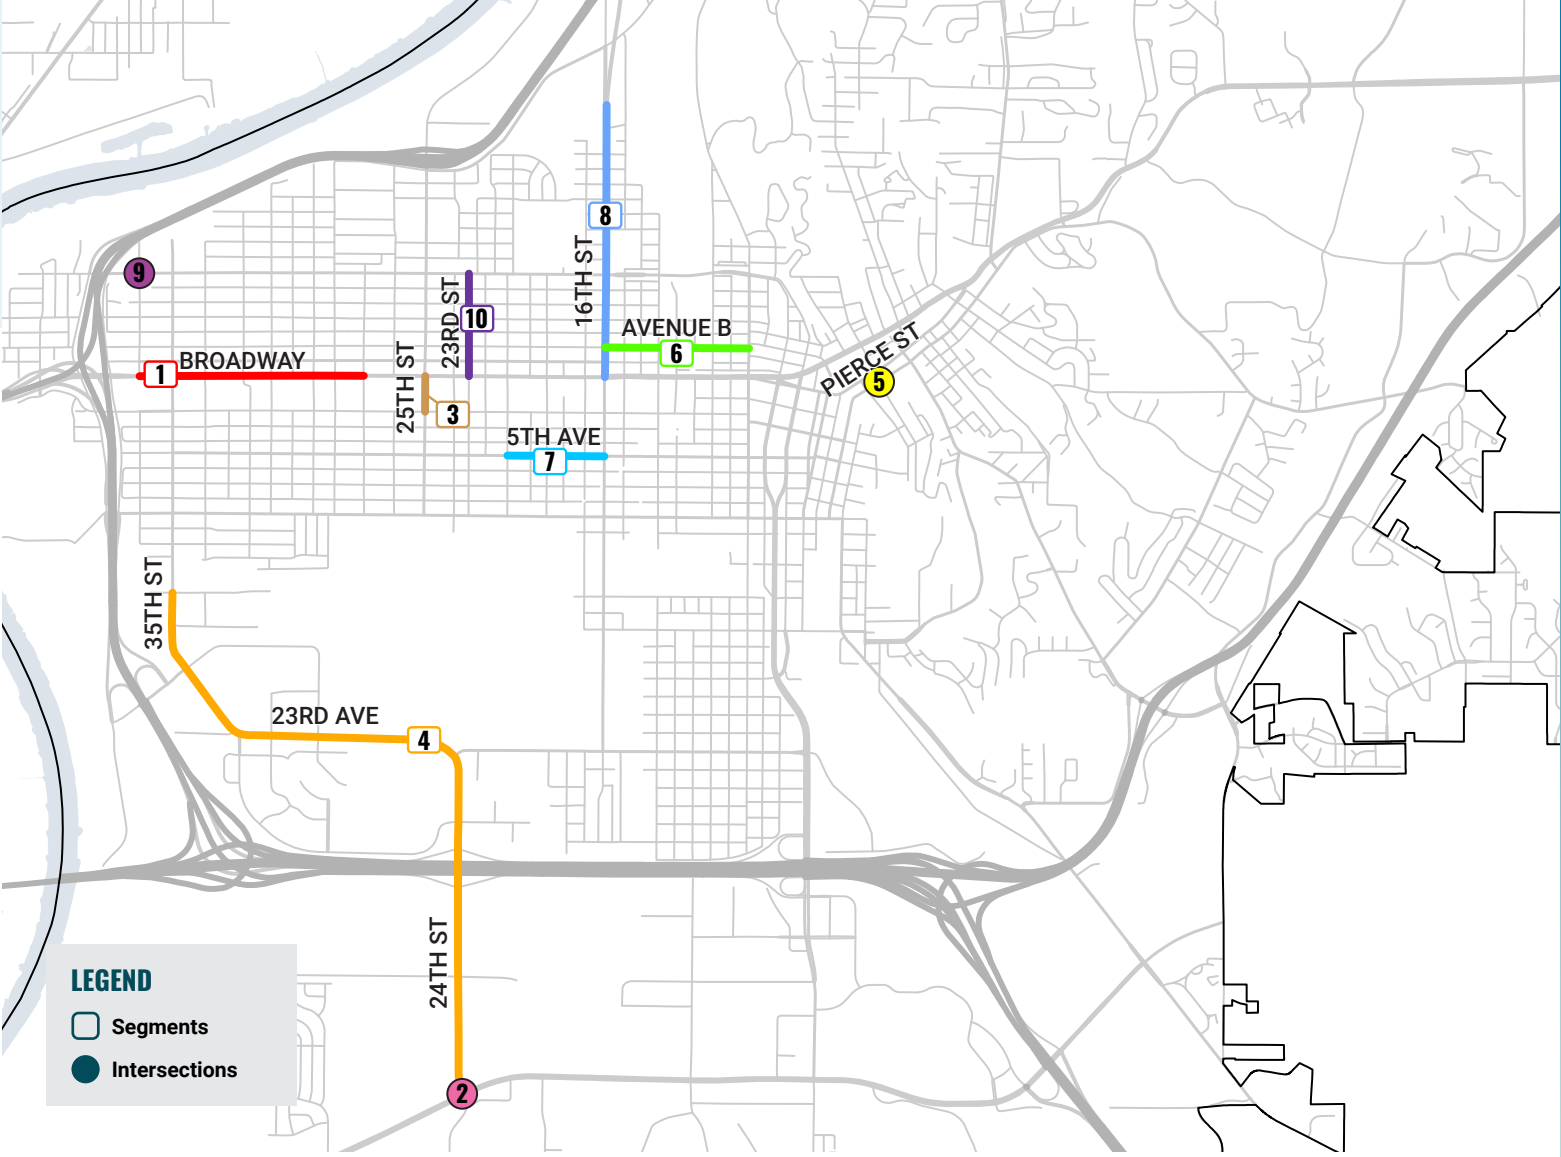 8
16TH ST
9
23RD ST
10
AVENUE B
6
PIERCE ST
5
BROADWAY
1
25TH ST
3
5TH AVE
7
35TH ST
23RD AVE
4
24TH ST
2
LEGEND
Segments
Intersections